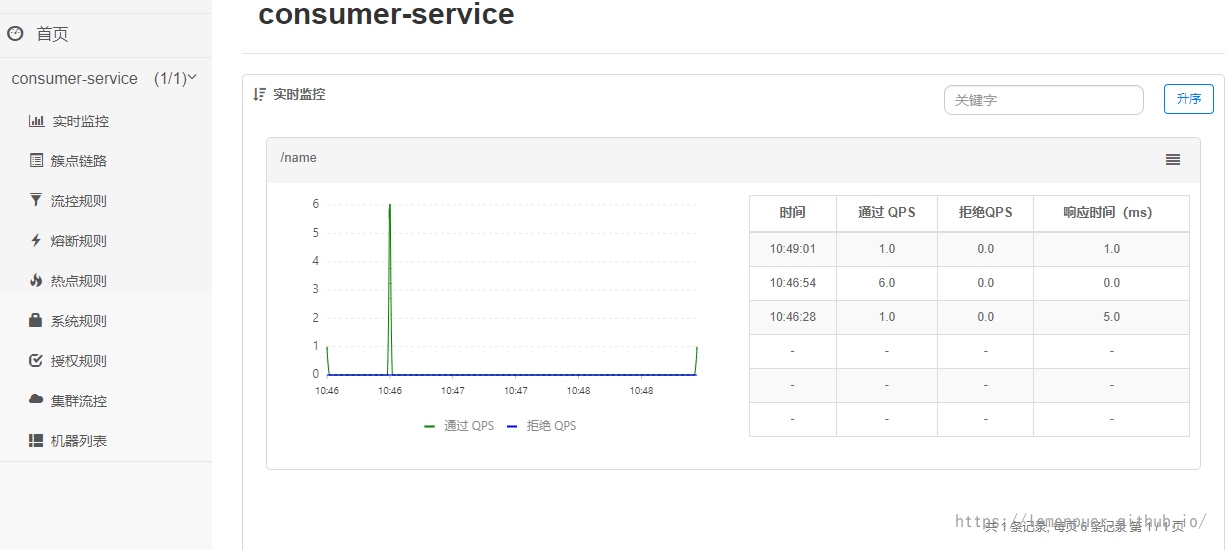 consumer-service
首页
consumer-service (1/1)
实时监控
簇点链路
流控规则
熔断规则
热点规则
系统规则
授权规则
集群流控
机器列表
实时监控
关键字
升序
/name
6
5
4
3
2
1
0
10:46 10:46 10:47 10:47 10:48 10:48
通过 QPS 拒绝 QPS
时间 通过 QPS 拒绝QPS 响应时间（ms）
10:49:01 1.0 0.0 1.0
10:46:54 6.0 0.0 0.0
10:46:28 1.0 0.0 5.0
- - - -
- - - -
- - - -
共 1 条记录, 每页 6 条记录 第 1 / 1 页